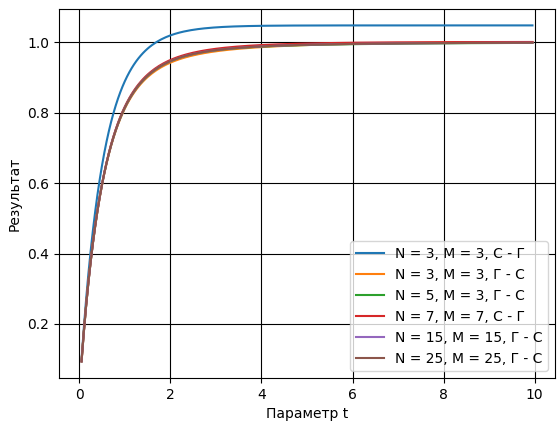 1.0
0.8
0.6
0.4
0.2
Результат
N = 3, M = 3, С - Г
N = 3, M = 3, Г - С
N = 5, M = 3, Г - С
N = 7, M = 7, С - Г
N = 15, M = 15, Г - С
N = 25, M = 25, Г - С
0 2 4 6 8 10
Параметр t